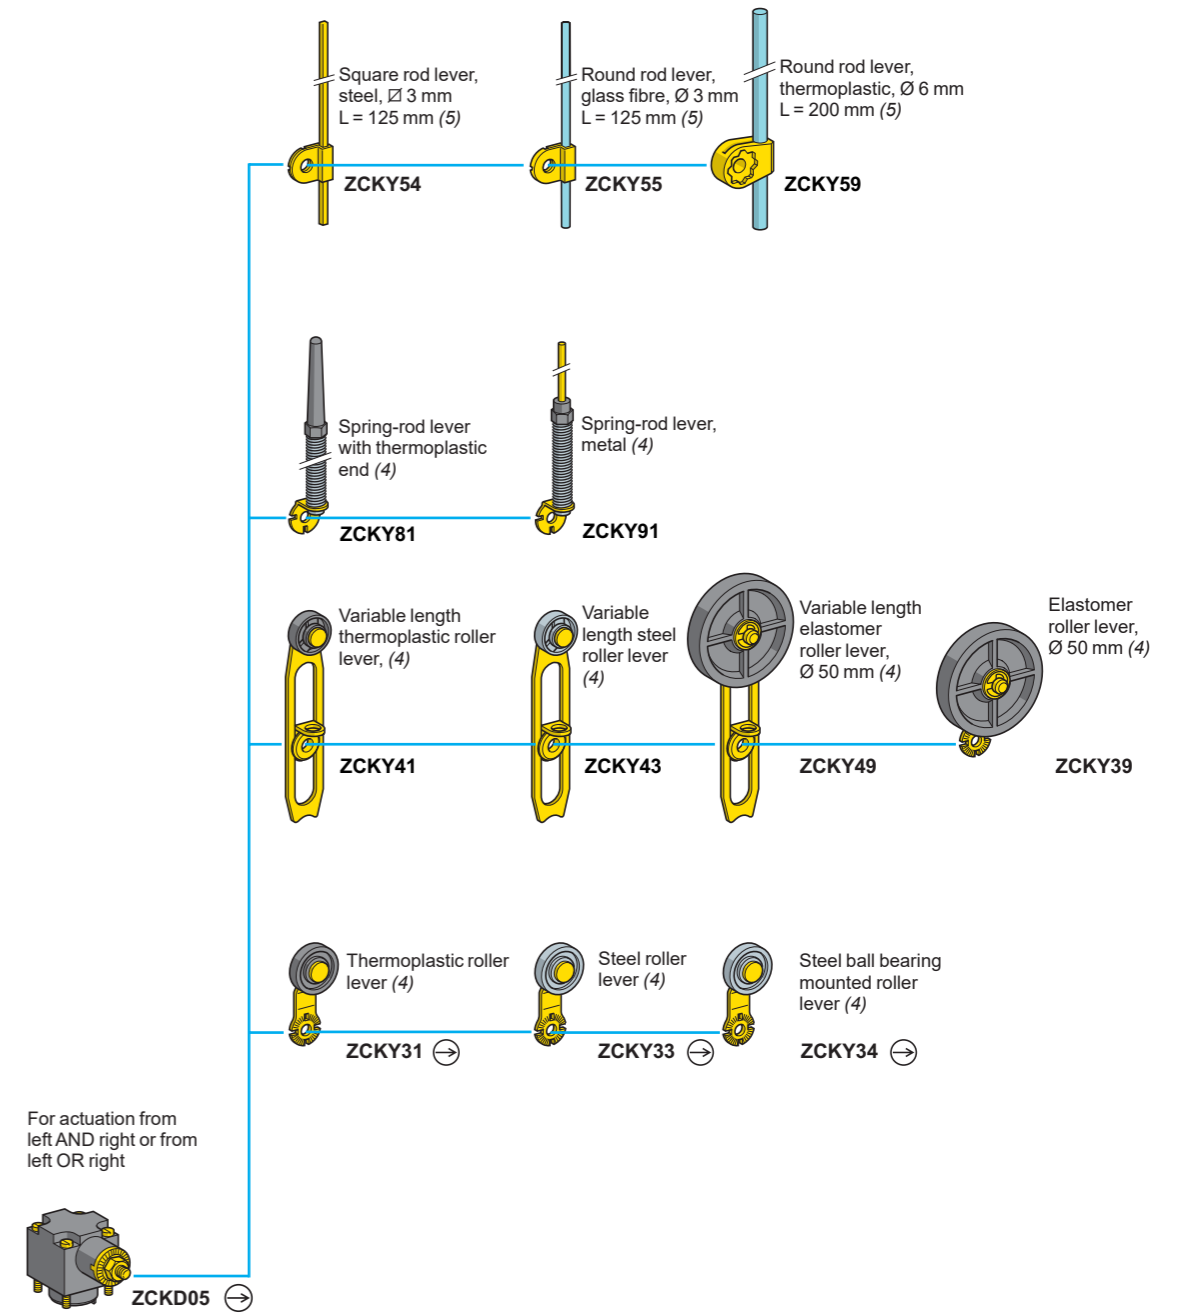 Square rod lever,
steel, ⍁ 3 mm
L = 125 mm (5)
ZCKY54
Round rod lever,
glass fibre, Ø 3 mm
L = 125 mm (5)
ZCKY55
Round rod lever,
thermoplastic, Ø 6 mm
L = 200 mm (5)
ZCKY59
Spring-rod lever
with thermoplastic
end (4)
ZCKY81
Spring-rod lever,
metal (4)
ZCKY91
Variable length
thermoplastic roller
lever, (4)
ZCKY41
Variable
length steel
roller lever
(4)
ZCKY43
Variable length
elastomer
roller lever,
Ø 50 mm (4)
ZCKY49
Elastomer
roller lever,
Ø 50 mm (4)
ZCKY39
Thermoplastic roller
lever (4)
ZCKY31
Steel roller
lever (4)
ZCKY33
Steel ball bearing
mounted roller
lever (4)
ZCKY34
For actuation from
left AND right or from
left OR right
ZCKD05